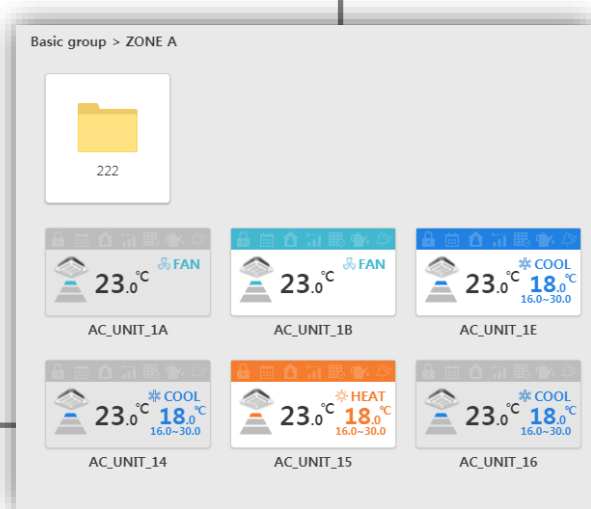 Basic group > ZONE A
222
FAN
23.0℃
AC_UNIT_1A
FAN
23.0℃
AC_UNIT_1B
COOL
23.0℃ 18.0℃
16.0~30.0
AC_UNIT_1E
COOL
23.0℃ 18.0℃
16.0~30.0
AC_UNIT_14
HEAT
23.0℃ 18.0℃
16.0~30.0
AC_UNIT_15
COOL
23.0℃ 18.0℃
16.0~30.0
AC_UNIT_16